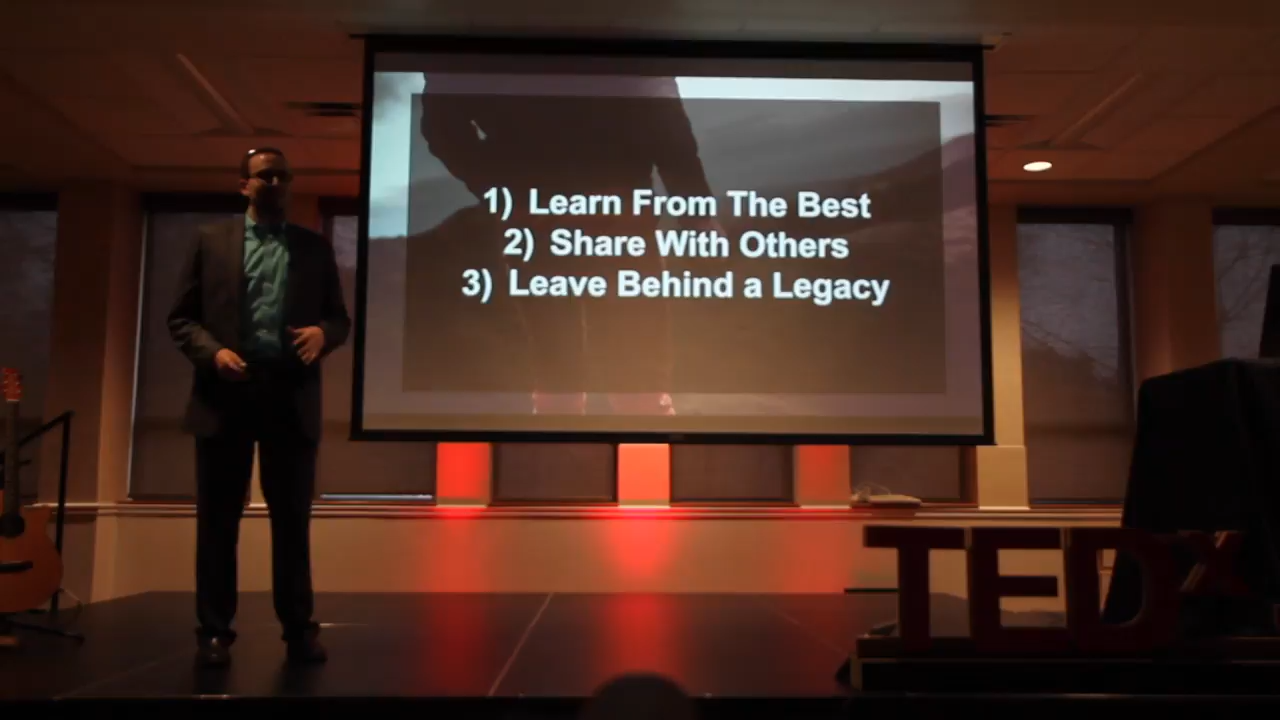 1) Learn From The Best
2) Share With Others
3) Leave Behind a Legacy
TEDx